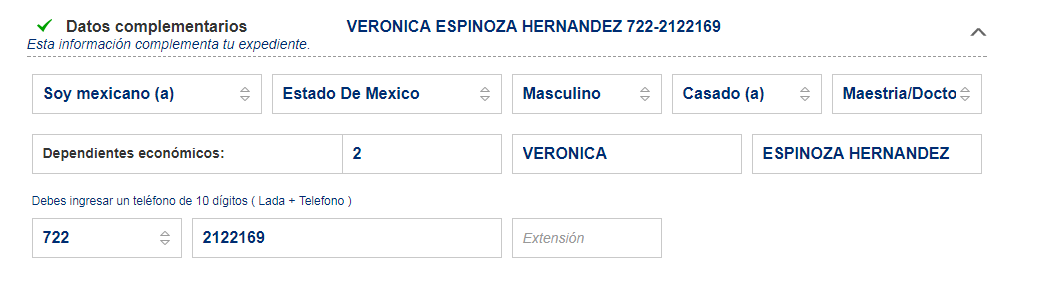 Datos complementarios VERONICA ESPINOZA HERNANDEZ 722-2122169
Esta información complementa tu expediente.
Soy mexicano (a) Estado De Mexico Masculino Casado (a) Maestria/Docto
Dependientes económicos: 2 VERONICA ESPINOZA HERNANDEZ
Debes ingresar un teléfono de 10 dígitos ( Lada + Telefono )
722 2122169 Extensión